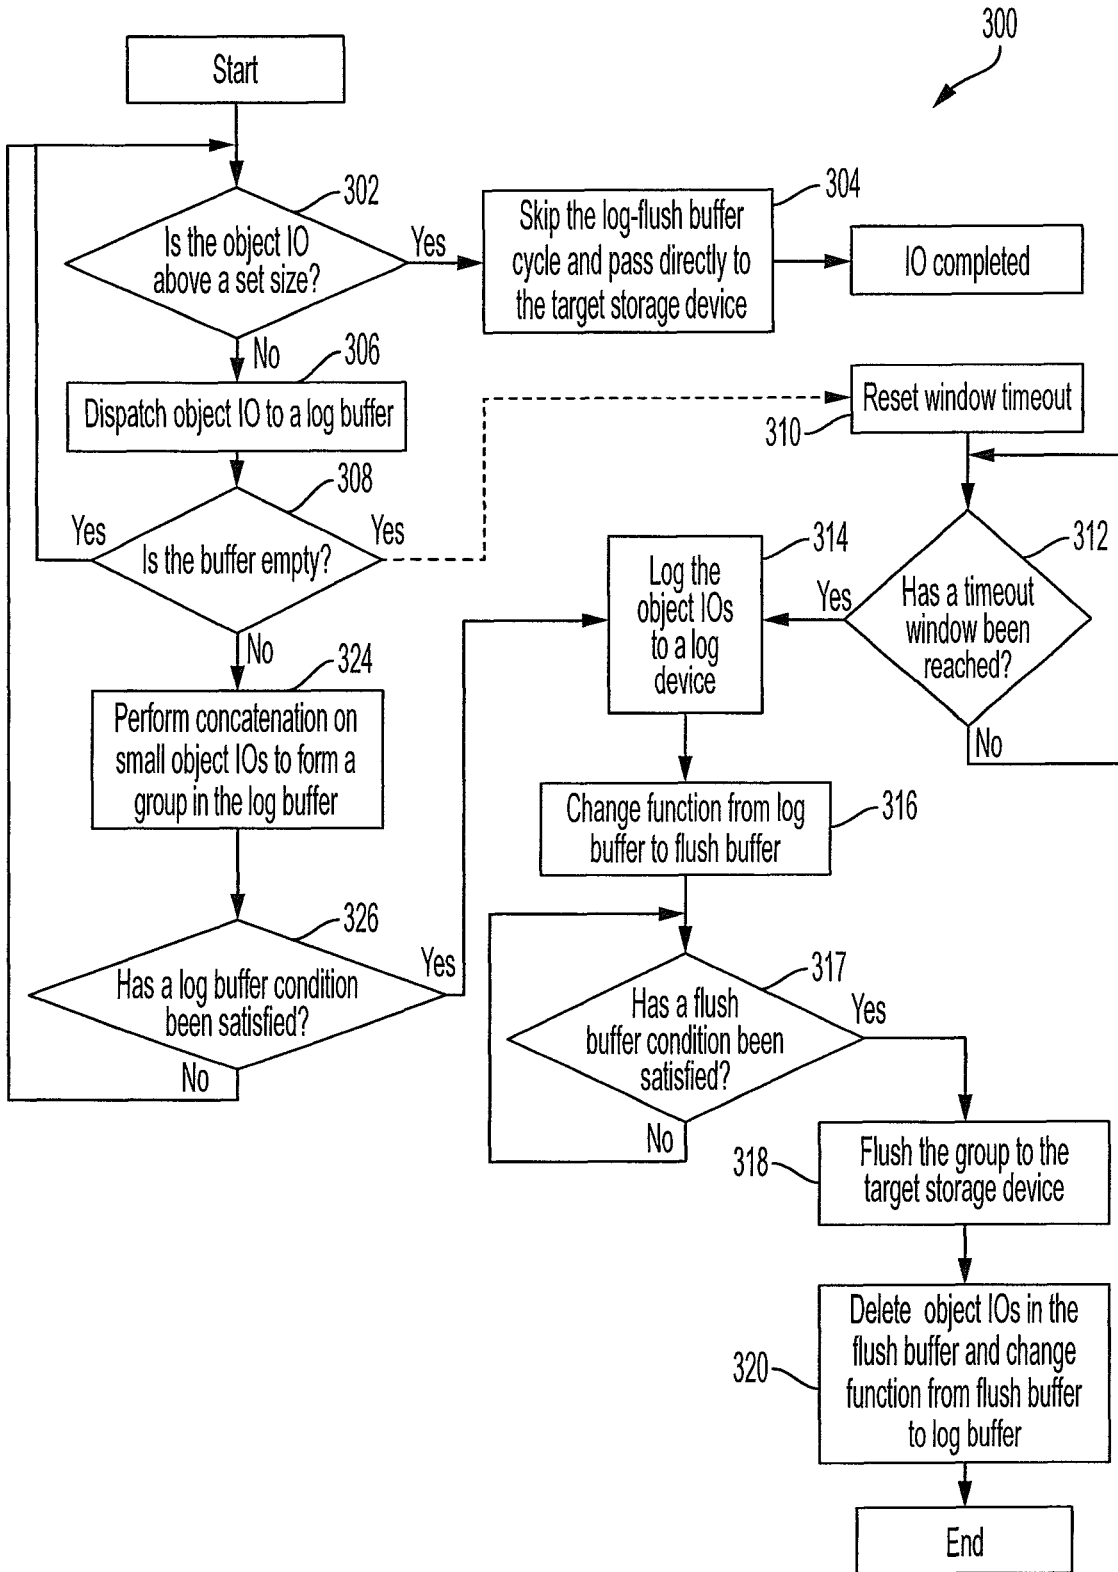 300
Start
302
Is the object IO
above a set size?
Yes
304
Skip the log-flush buffer
cycle and pass directly to
the target storage device
IO completed
No
306
Dispatch object IO to a log buffer
Reset window timeout
310
308
Yes
Is the buffer empty?
Yes
No
314
Log the
object IOs
to a log
device
312
Yes
Has a timeout
window been
reached?
No
324
Perform concatenation on
small object IOs to form a
group in the log buffer
Change function from log
buffer to flush buffer
316
326
Has a log buffer condition
been satisfied?
Yes
No
317
Has a flush
buffer condition been
satisfied?
Yes
No
318
Flush the group to the
target storage device
320
Delete object IOs in the
flush buffer and change
function from flush buffer
to log buffer
End